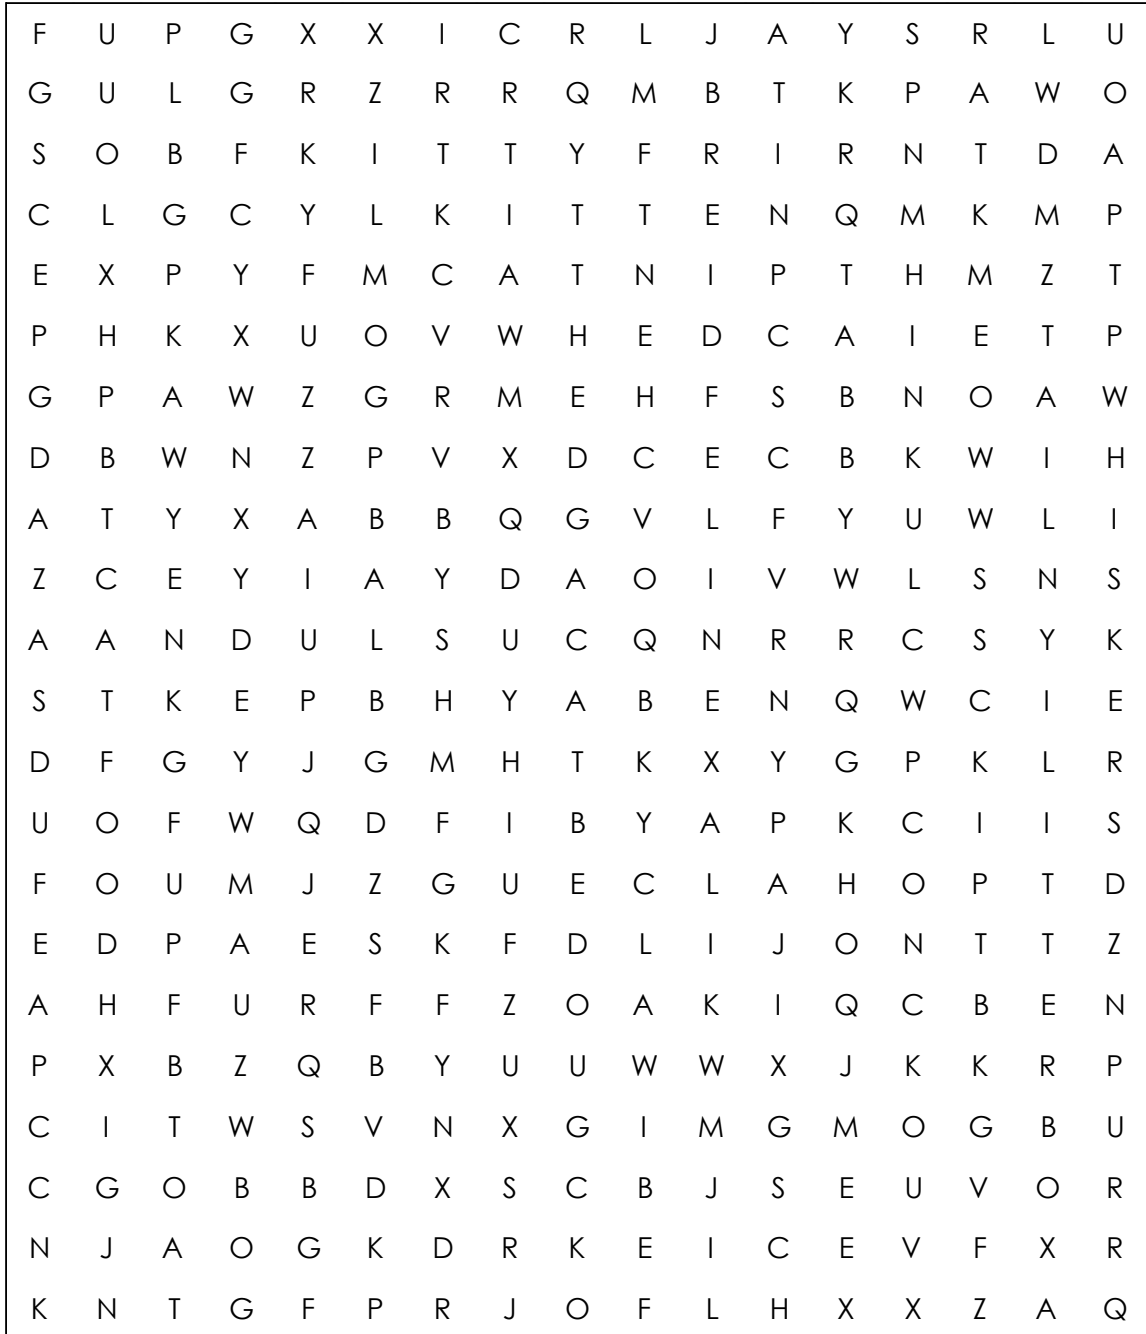 F U P G X X I C R L J A Y S R L U
G U L G R Z R R Q M B T K P A W O
S O B F K I T T Y F R I R N T D A
C L G C Y L K I T T E N Q M K M P
E X P Y F M C A T N I P T H M Z T
P H K X U O V W H E D C A I E T P
G P A W Z G R M E H F S B N O A W
D B W N Z P V X D C E C B K W I H
A T Y X A B B Q G V L F Y U W L I
Z C E Y I A Y D A O I V W L S N S
A A N D U L S U C Q N R R C S Y K
S T K E P B H Y A B E N Q W C I E
D F G Y J G M H T K X Y G P K L R
U O F W Q D F I B Y A P K C I I S
F O U M J Z G U E C L A H O P T D
E D P A E S K F D L I J O N T T Z
A H F U R F F Z O A K I Q C B E N
P X B Z Q B Y U U W W X J K K R P
C I T W S V N X G I M G M O G B U
C G O B B D X S C B J S E U V O R
N J A O G K D R K E I C E V F X R
K N T G F P R J O F L H X X Z A Q